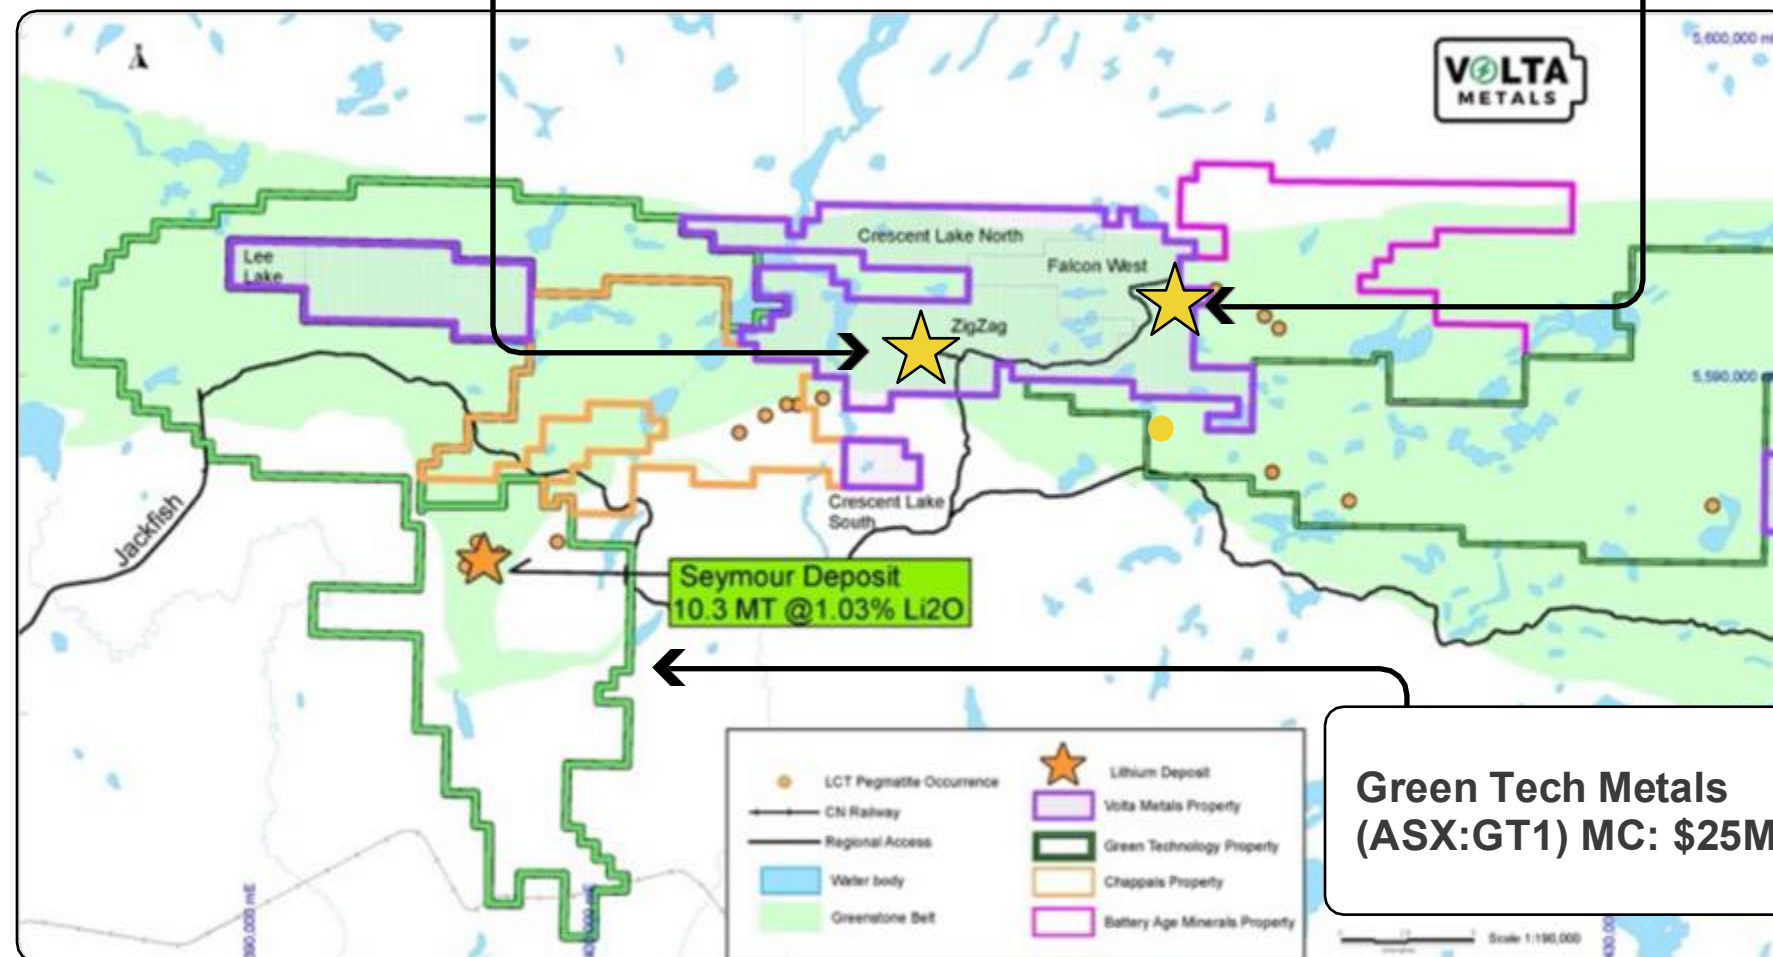 5,600,000 m
VOLTA
METALS
Crescent Lake North
Lee
Lake
Falcon West
ZigZag
5,590,000 m
Crescent Lake
South
Jackfish
Seymour Deposit
10.3 MT @1.03% Li2O
LCT Pegmatite Occurrence
CN Railway
Regional Access
Water body
Greenstone Belt
Lithium Deposit
Volta Metals Property
Green Technology Property
Chappais Property
Battery Age Minerals Property
Green Tech Metals
(ASX:GT1) MC: $25M
Scale 1:190,000